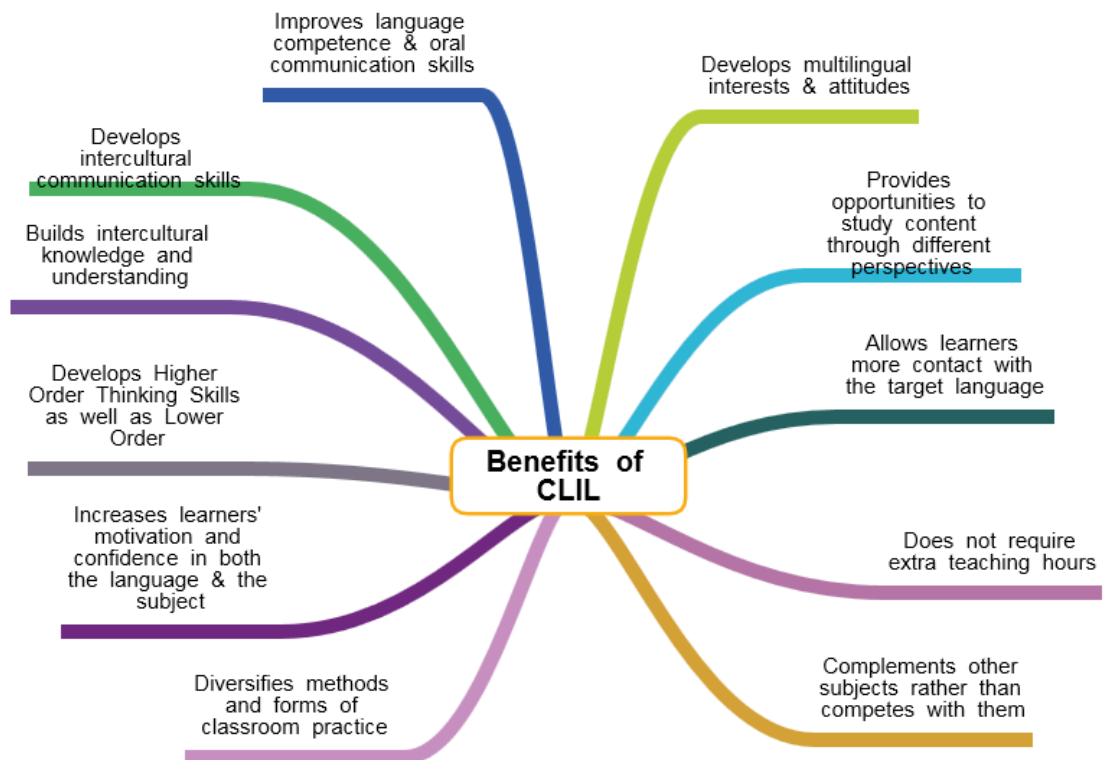 Improves language
competence & oral
communication skills
Develops multilingual
interests & attitudes
Develops
intercultural
communication skills
Provides
opportunities to
study content
through different
perspectives
Builds intercultural
knowledge and
understanding
Allows learners
more contact with
the target language
Develops Higher
Order Thinking Skills
as well as Lower
Order
Benefits of
CLIL
Increases learners'
motivation and
confidence in both
the language & the
subject
Does not require
extra teaching hours
Diversifies methods
and forms of
classroom practice
Complements other
subjects rather than
competes with them